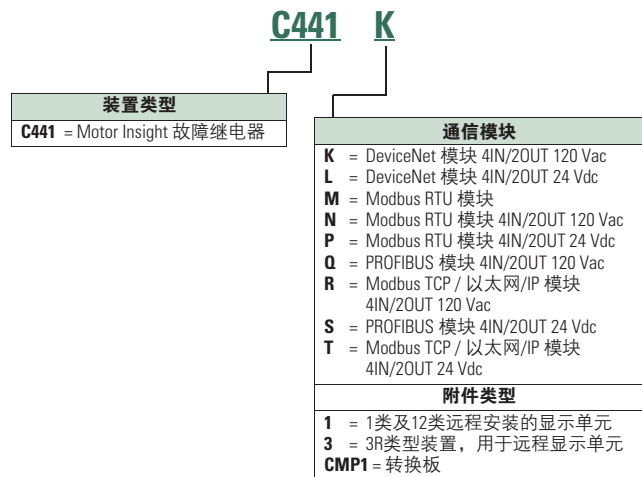 C441 K
装置类型
C441 = Motor Insight 故障继电器
通信模块
K = DeviceNet 模块 4IN/2OUT 120 Vac
L = DeviceNet 模块 4IN/2OUT 24 Vdc
M = Modbus RTU 模块
N = Modbus RTU 模块 4IN/2OUT 120 Vac
P = Modbus RTU 模块 4IN/2OUT 24 Vdc
Q = PROFIBUS 模块 4IN/2OUT 120 Vac
R = Modbus TCP / 以太网/IP 模块
4IN/2OUT 120 Vac
S = PROFIBUS 模块 4IN/2OUT 24 Vdc
T = Modbus TCP / 以太网/IP 模块
4IN/2OUT 24 Vdc
附件类型
1 = 1类及12类远程安装的显示单元
3 = 3R类型装置，用于远程显示单元
CMP1 = 转换板